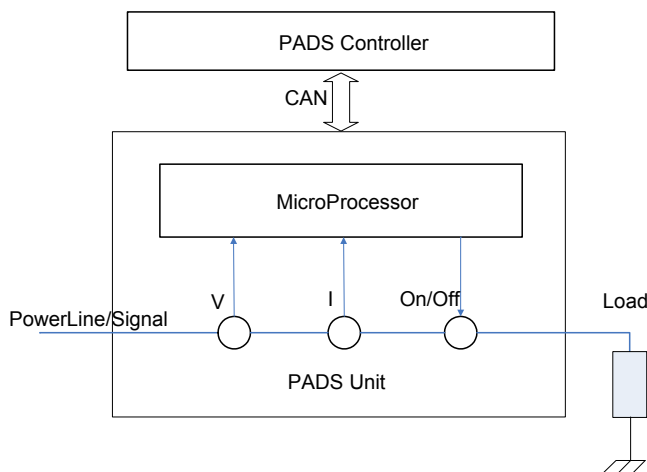 PADS Controller
CAN
MicroProcessor
V
I
On/Off
Load
PowerLine/Signal
PADS Unit